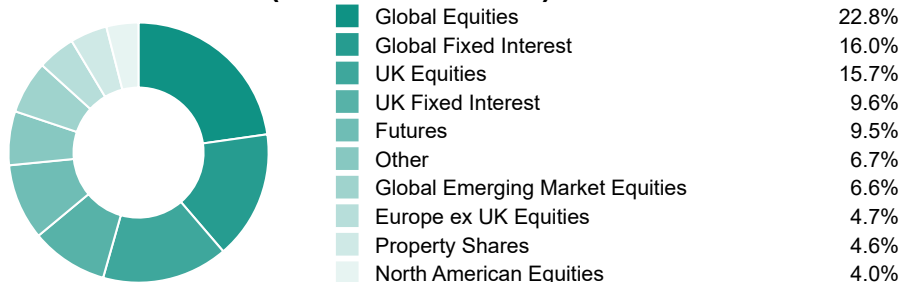 Global Equities 22.8%
Global Fixed Interest 16.0%
UK Equities 15.7%
UK Fixed Interest 9.6%
Futures 9.5%
Other 6.7%
Global Emerging Market Equities 6.6%
Europe ex UK Equities 4.7%
Property Shares 4.6%
North American Equities 4.0%